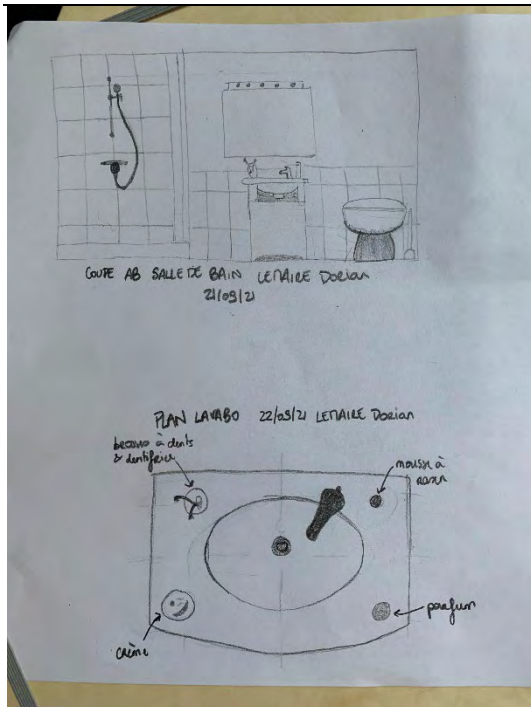 COUPE AB SALLE DE BAIN LEMAIRE Dorian
21/09/21
PLAN LAVABO 22/09/21 LEMAIRE Dorian
brosse à dents
& dentifrice
mousse à
raser
crème
parfum